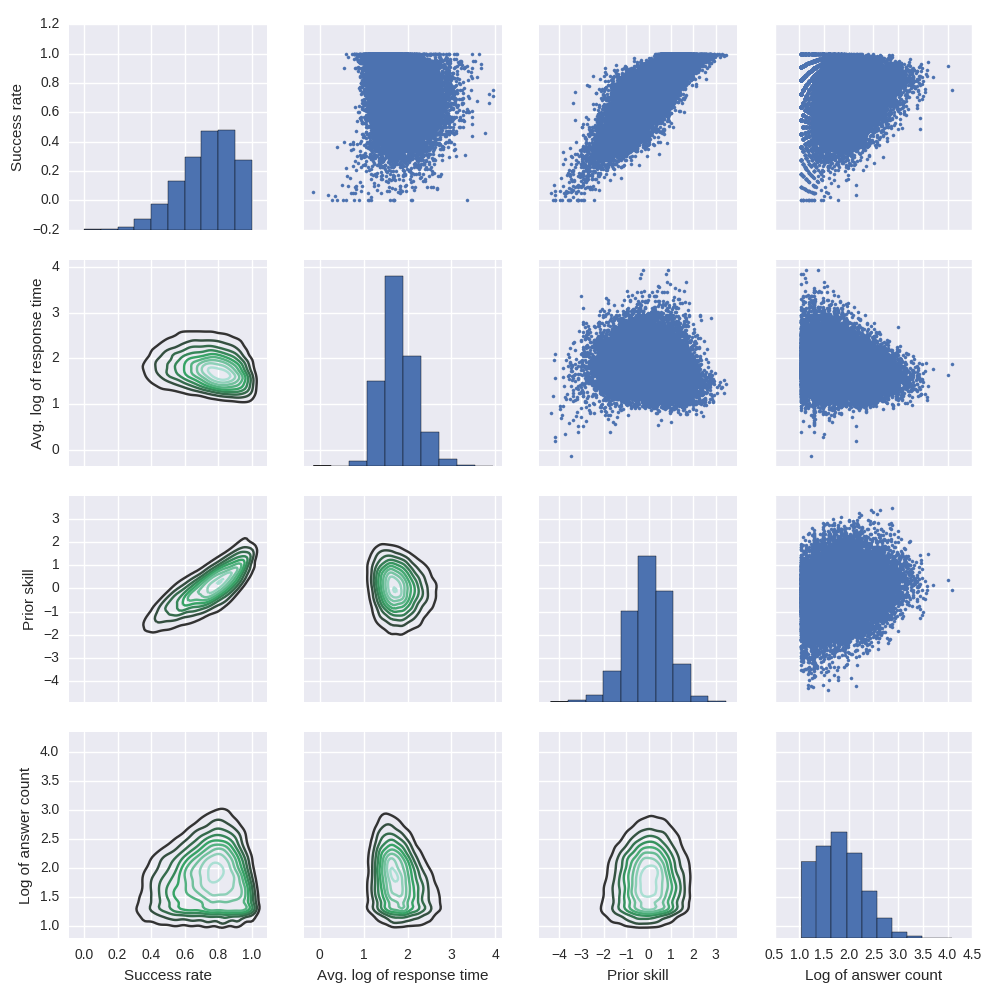 1.2
1.0
0.8
0.6
0.4
0.2
0.0
−0.2
Success rate
4
3
2
1
0
Avg. log of response time
3
2
1
0
−1
−2
−3
−4
Prior skill
4.0
3.5
3.0
2.5
2.0
1.5
1.0
Log of answer count
0.0 0.2 0.4 0.6 0.8 1.0
0 1 2 3 4
−4 −3 −2 −1 0 1 2 3
0.5 1.0 1.5 2.0 2.5 3.0 3.5 4.0 4.5
Success rate
Avg. log of response time
Prior skill
Log of answer count